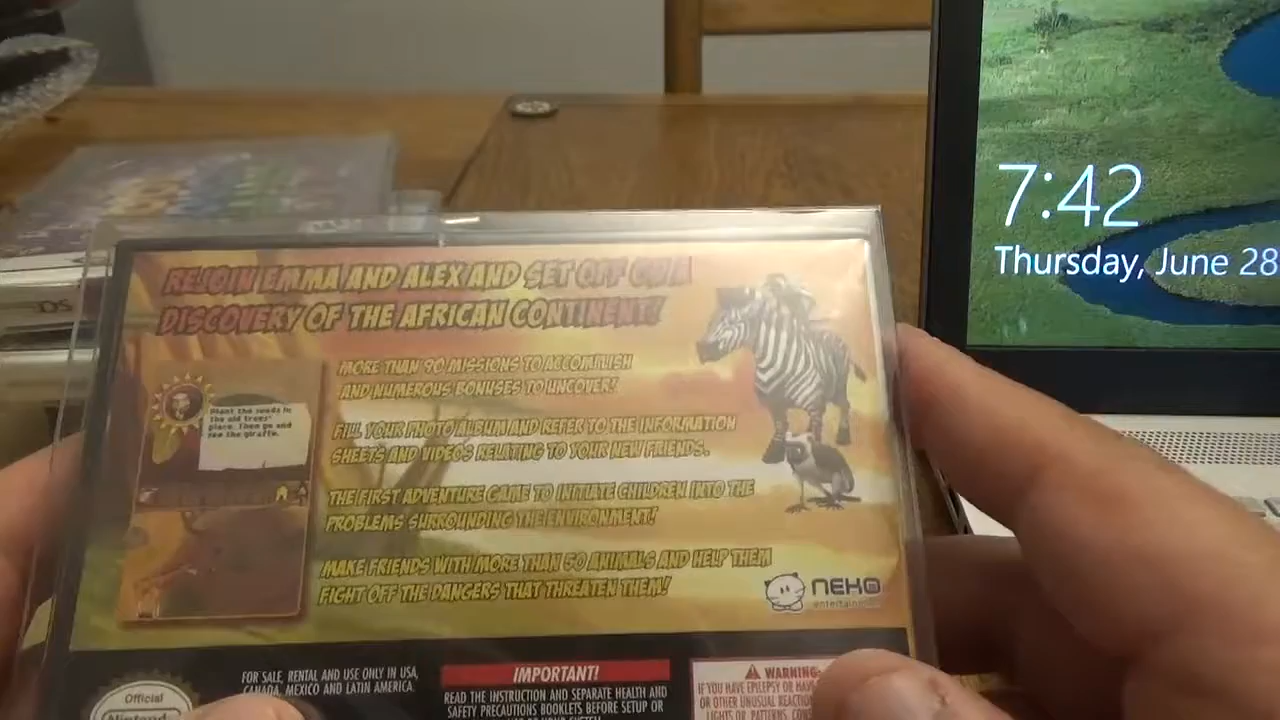 7:42
Thursday, June 28
DS
REJOIN EMMA AND ALEX AND SET OFF ON A
DISCOVERY OF THE AFRICAN CONTINENT!
MORE THAN 90 MISSIONS TO ACCOMPLISH
AND NUMEROUS BONUSES TO UNCOVER!
Plant the seeds in
the old trees'
place. Then go and
see the giraffe.
FILL YOUR PHOTO ALBUM AND REFER TO THE INFORMATION
SHEETS AND VIDEOS RELATING TO YOUR NEW FRIENDS.
THE FIRST ADVENTURE GAME TO INITIATE CHILDREN INTO THE
PROBLEMS SURROUNDING THE ENVIRONMENT!
MAKE FRIENDS WITH MORE THAN 50 ANIMALS AND HELP THEM
FIGHT OFF THE DANGERS THAT THREATEN THEM!
NEKO
entertainment
Official
Nintendo
FOR SALE, RENTAL AND USE ONLY IN USA,
CANADA, MEXICO AND LATIN AMERICA.
IMPORTANT!
READ THE INSTRUCTION AND SEPARATE HEALTH AND
SAFETY PRECAUTIONS BOOKLETS BEFORE SETUP OR
WARNING:
IF YOU HAVE EPILEPSY OR
OR OTHER UNUSUAL
LIGHTS OR PATTERNS,